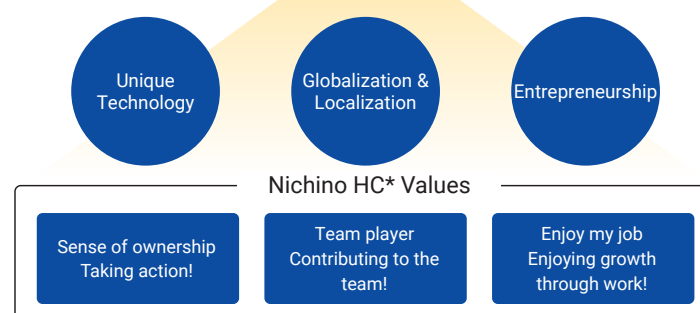 Unique
Technology
Globalization &
Localization
Entrepreneurship
Nichino HC* Values
Sense of ownership
Taking action!
Team player
Contributing to the
team!
Enjoy my job
Enjoying growth
through work!